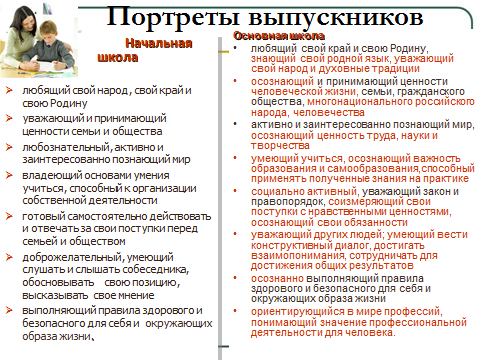 Портреты выпускников
Начальная
школа
любящий свой народ, свой край и
свою Родину
уважающий и принимающий
ценности семьи и общества
любознательный, активно и
заинтересованно познающий мир
владеющий основами умения
учиться, способный к организации
собственной деятельности
готовый самостоятельно действовать
и отвечать за свои поступки перед
семьей и обществом
доброжелательный, умеющий
слушать и слышать собеседника,
обосновывать свою позицию,
высказывать свое мнение
выполняющий правила здорового и
безопасного для себя и окружающих
образа жизни.
Основная школа
любящий свой край и свою Родину,
знающий свой родной язык, уважающий
свой народ и духовные традиции
осознающий и принимающий ценности
человеческой жизни, семьи, гражданского
общества, многонационального российского
народа, человечества
активно и заинтересованно познающий мир,
осознающий ценность труда, науки и
творчества
умеющий учиться, осознающий важность
образования и самообразования, способный
применять полученные знания на практике
социально активный, уважающий закон и
правопорядок, соизмеряющий свои
поступки с нравственными ценностями,
осознающий свои обязанности
уважающий других людей; умеющий вести
конструктивный диалог, достигать
взаимопонимания, сотрудничать для
достижения общих результатов
осознанно выполняющий правила
здорового и безопасного для себя и
окружающих образа жизни
ориентирующийся в мире профессий,
понимающий значение профессиональной
деятельности для человека.